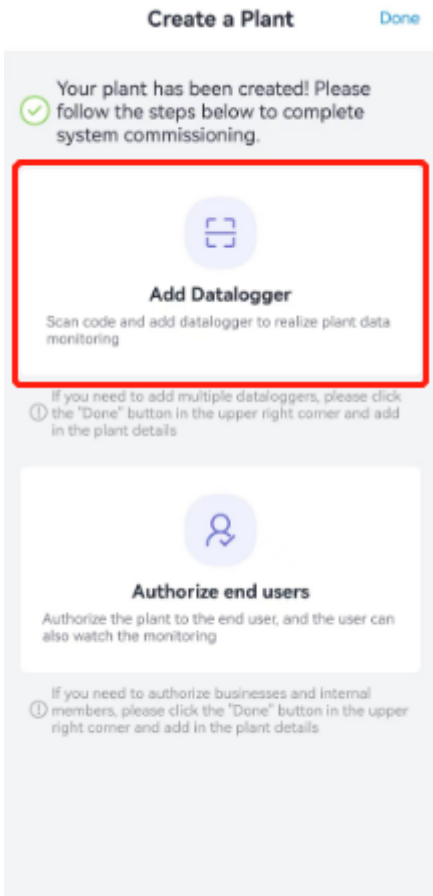 Create a Plant
Done
Your plant has been created! Please
follow the steps below to complete
system commissioning.
Add Datalogger
Scan code and add datalogger to realize plant data
monitoring
If you need to add multiple dataloggers, please click
the "Done" button in the upper right corner and add
in the plant details
Authorize end users
Authorize the plant to the end user, and the user can
also watch the monitoring
If you need to authorize businesses and internal
members, please click the "Done" button in the upper
right corner and add in the plant details